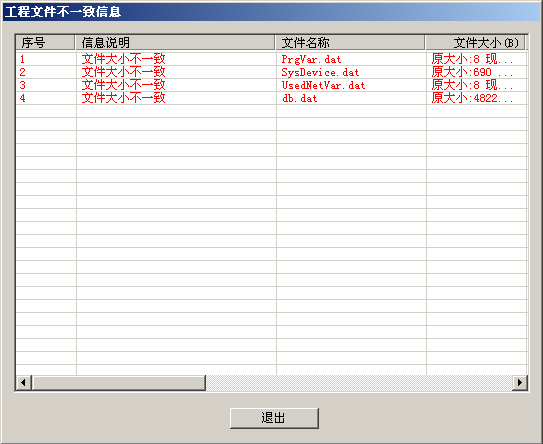 工程文件不一致信息
序号 信息说明 文件名称 文件大小(B)
1 文件大小不一致 PrgVar.dat 原大小:8 现...
2 文件大小不一致 SysDevice.dat 原大小:690 ...
3 文件大小不一致 UsedNetVar.dat 原大小:8 现...
4 文件大小不一致 db.dat 原大小:4822...
退出